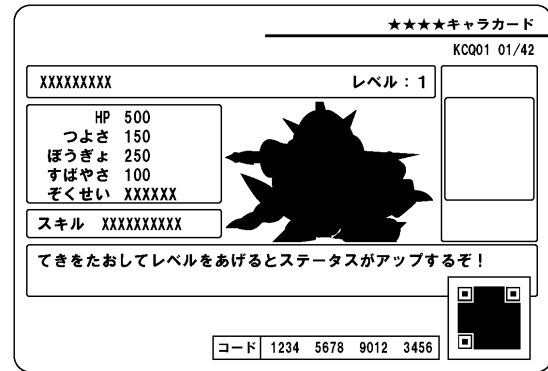 ★★★★キャラカード
KCQ01 01/42
XXXXXXXXX レベル：1
HP 500
つよさ 150
ぼうぎょ 250
すばやさ 100
ぞくせい XXXXXX
スキル XXXXXXXXXX
てきをたおしてレベルをあげるとステータスがアップするぞ！
コード 1234 5678 9012 3456